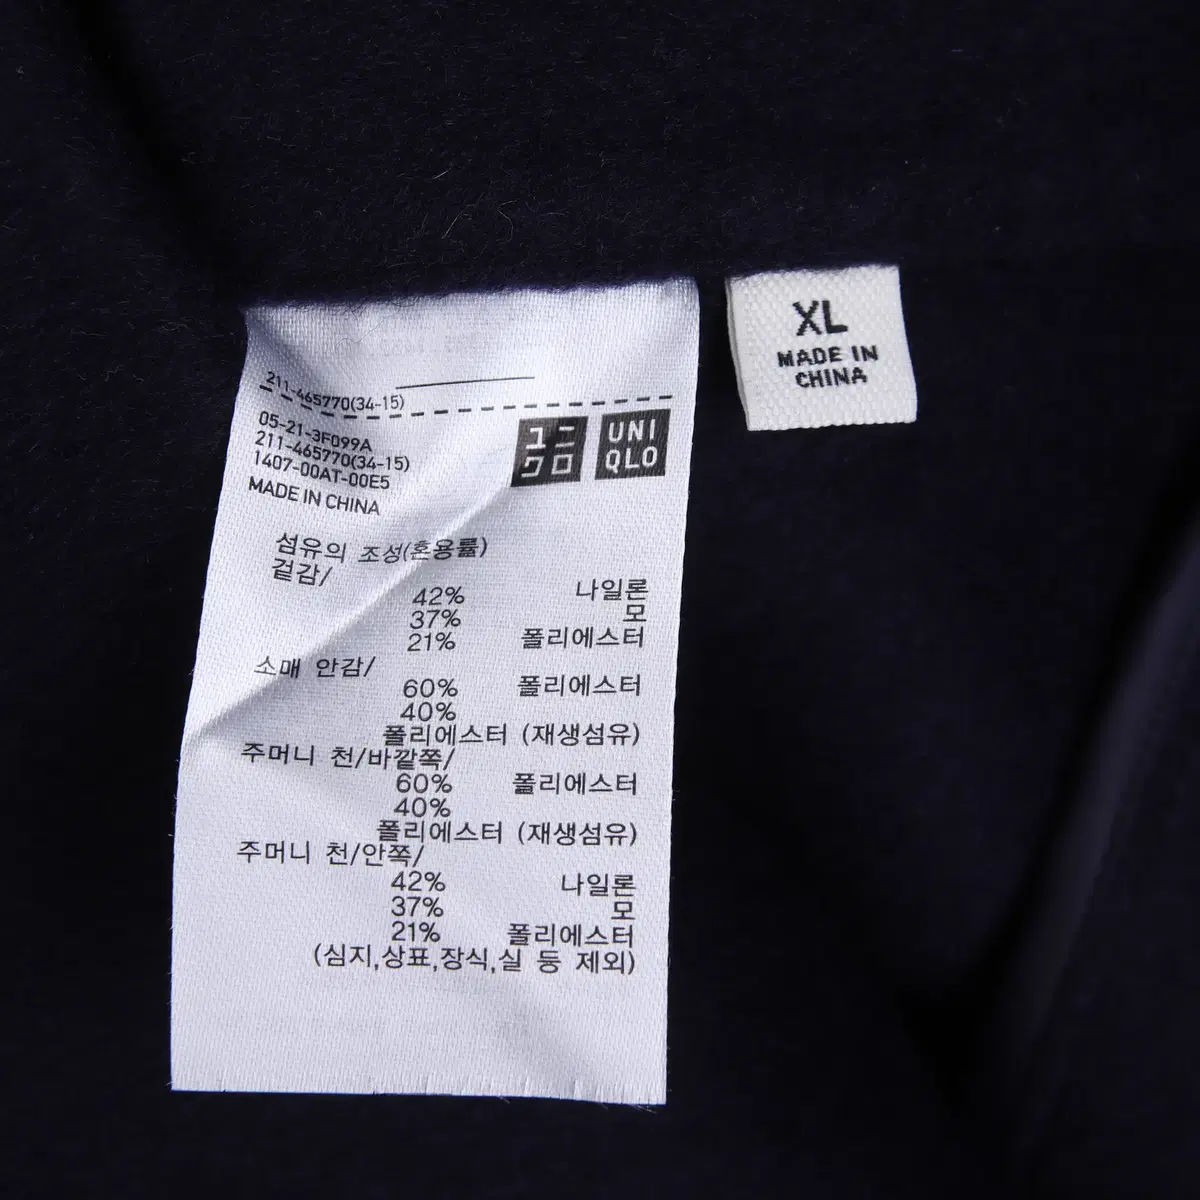 211-465770(34-15)
05-21-3F099A
211-465770(34-15)
1407-00AT-00E5
MADE IN CHINA
ユニ
クロ
UNI
QLO
섬유의 조성(혼용률)
겉감/
42% 나일론
37% 모
21% 폴리에스터
소매 안감/
60% 폴리에스터
40%
폴리에스터 (재생섬유)
주머니 천/바깥쪽/
60% 폴리에스터
40%
폴리에스터 (재생섬유)
주머니 천/안쪽/
42% 나일론
37% 모
21% 폴리에스터
(심지,상표,장식,실 등 제외)
XL
MADE IN
CHINA